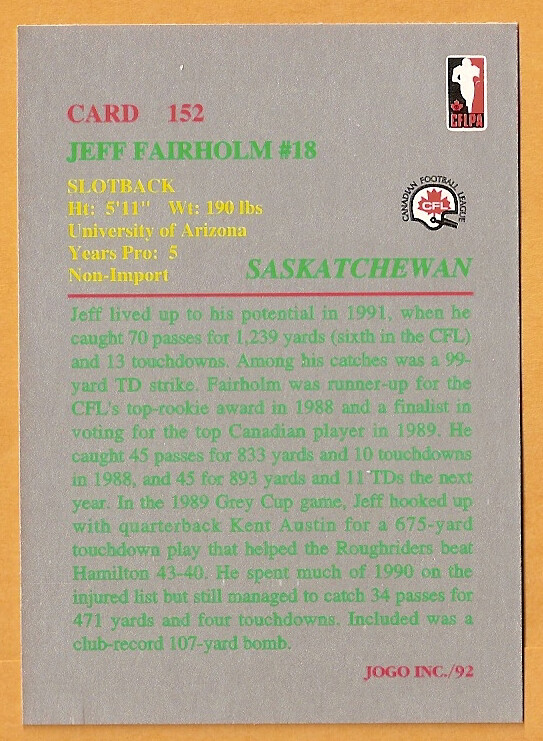 CFLPA
CARD 152
JEFF FAIRHOLM #18
SLOTBACK
Ht: 5'11" Wt: 190 lbs
University of Arizona
Years Pro: 5
Non-Import
CANADIAN FOOTBALL LEAGUE
CFL
SASKATCHEWAN
Jeff lived up to his potential in 1991, when he
caught 70 passes for 1,239 yards (sixth in the CFL)
and 13 touchdowns. Among his catches was a 99-
yard TD strike. Fairholm was runner-up for the
CFL's top-rookie award in 1988 and a finalist in
voting for the top Canadian player in 1989. He
caught 45 passes for 833 yards and 10 touchdowns
in 1988, and 45 for 893 yards and 11 TDs the next
year. In the 1989 Grey Cup game, Jeff hooked up
with quarterback Kent Austin for a 675-yard
touchdown play that helped the Roughriders beat
Hamilton 43-40. He spent much of 1990 on the
injured list but still managed to catch 34 passes for
471 yards and four touchdowns. Included was a
club-record 107-yard bomb.
JOGO INC./92